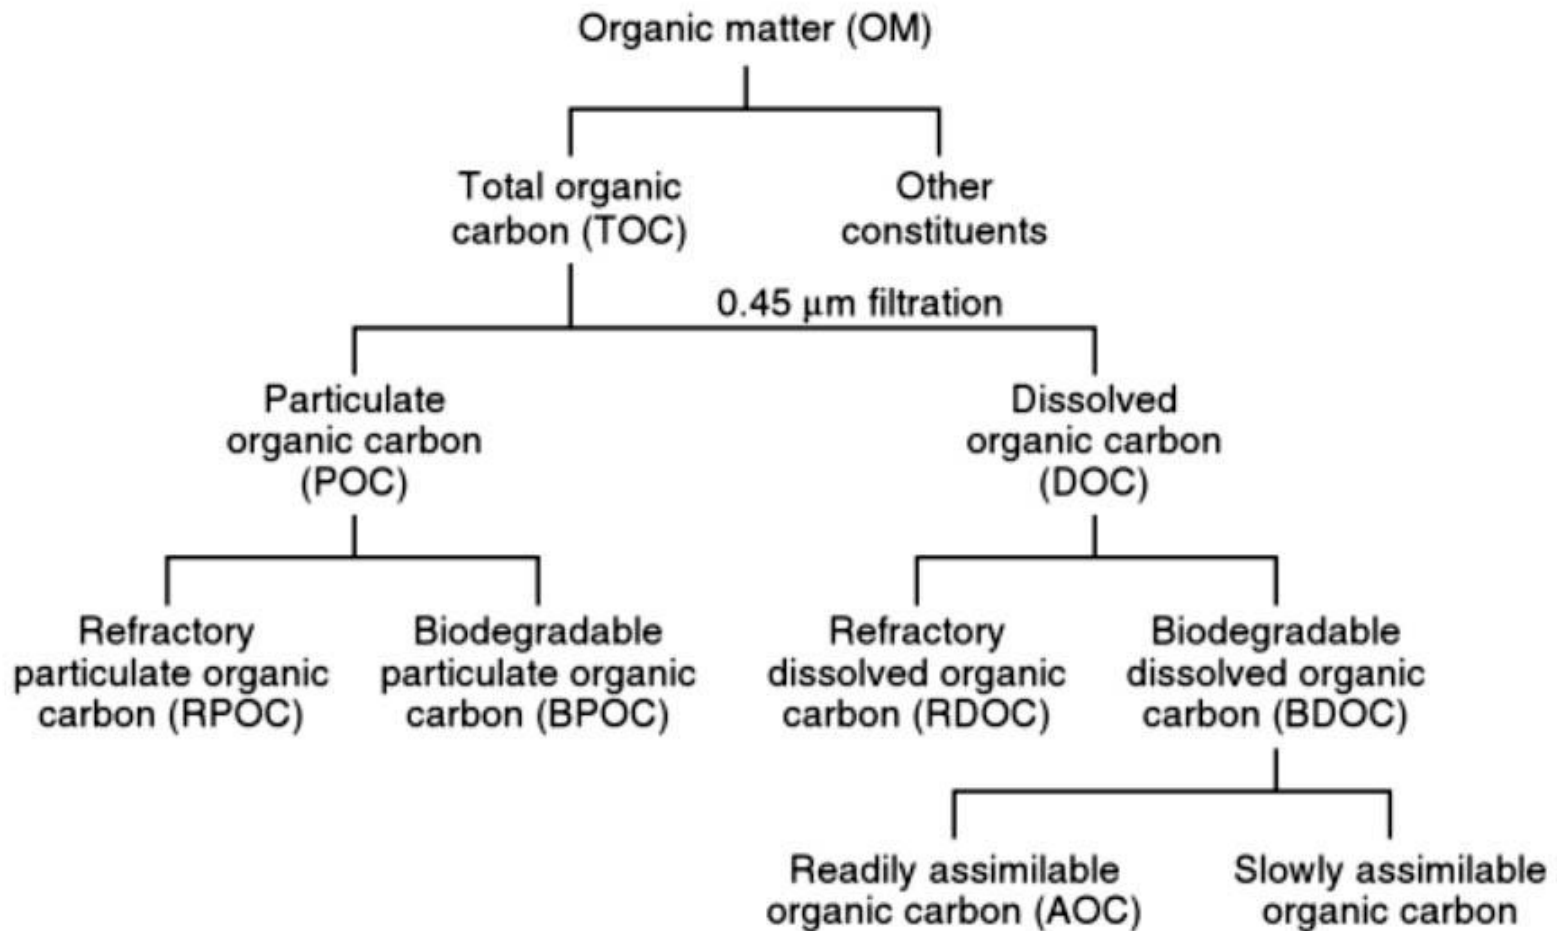 Organic matter (OM)
Total organic
carbon (TOC)
Other
constituents
0.45 μm filtration
Particulate
organic carbon
(POC)
Dissolved
organic carbon
(DOC)
Refractory
particulate organic
carbon (RPOC)
Biodegradable
particulate organic
carbon (BPOC)
Refractory
dissolved organic
carbon (RDOC)
Biodegradable
dissolved organic
carbon (BDOC)
Readily assimilable
organic carbon (AOC)
Slowly assimilable
organic carbon